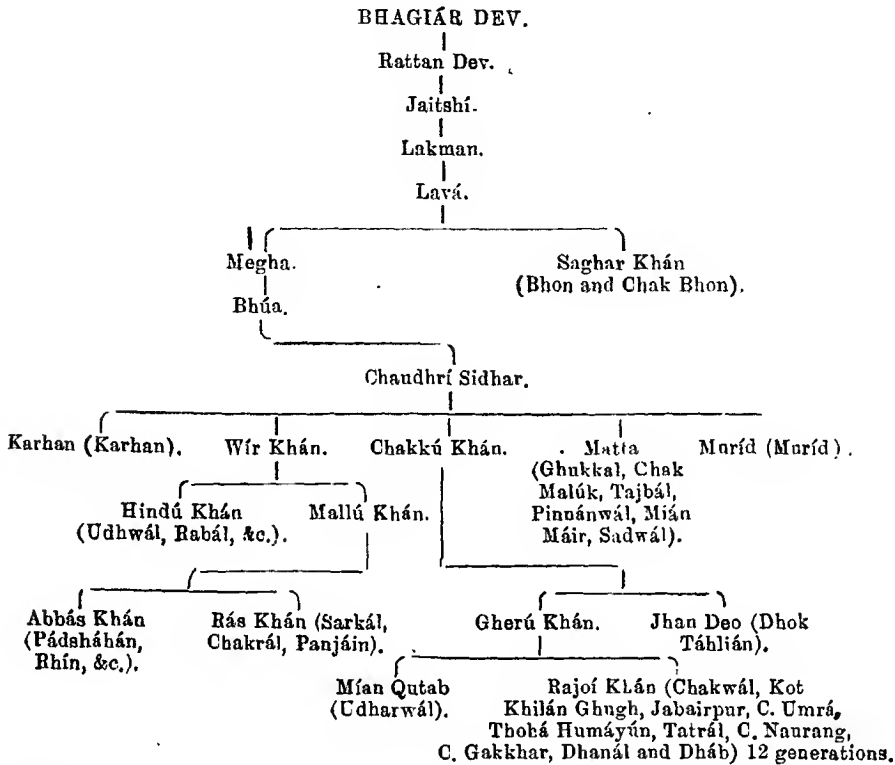 BHAGIÁR DEV.
Rattan Dev.
Jaitshí.
Lakman.
Lavá.
Megha.
Saghar Khán
(Bhon and Chak Bhon).
Bhúa.
Chaudhrí Sidhar.
Karhan (Karhan).
Wír Khán.
Chakkú Khán.
Matta
(Ghukkal, Chak
Malúk, Tajbál,
Pinnánwál, Mián
Máir, Sadwál).
Muríd (Muríd).
Hindú Khán
(Udhwál, Rabál, &c.).
Mallú Khán.
Abbás Khán
(Pádsháhán,
Rhín, &c.).
Rás Khán (Sarkál,
Chakrál, Panjáin).
Gherú Khán.
Jhan Deo (Dhok
Táhlián).
Mían Qutab
(Udharwál).
Rajoí Khán (Chakwál, Kot
Khilán Ghugh, Jabairpur, C. Umrá,
Thohá Humáyún, Tatrál, C. Naurang,
C. Gakkhar, Dhanál and Dháb) 12 generations.